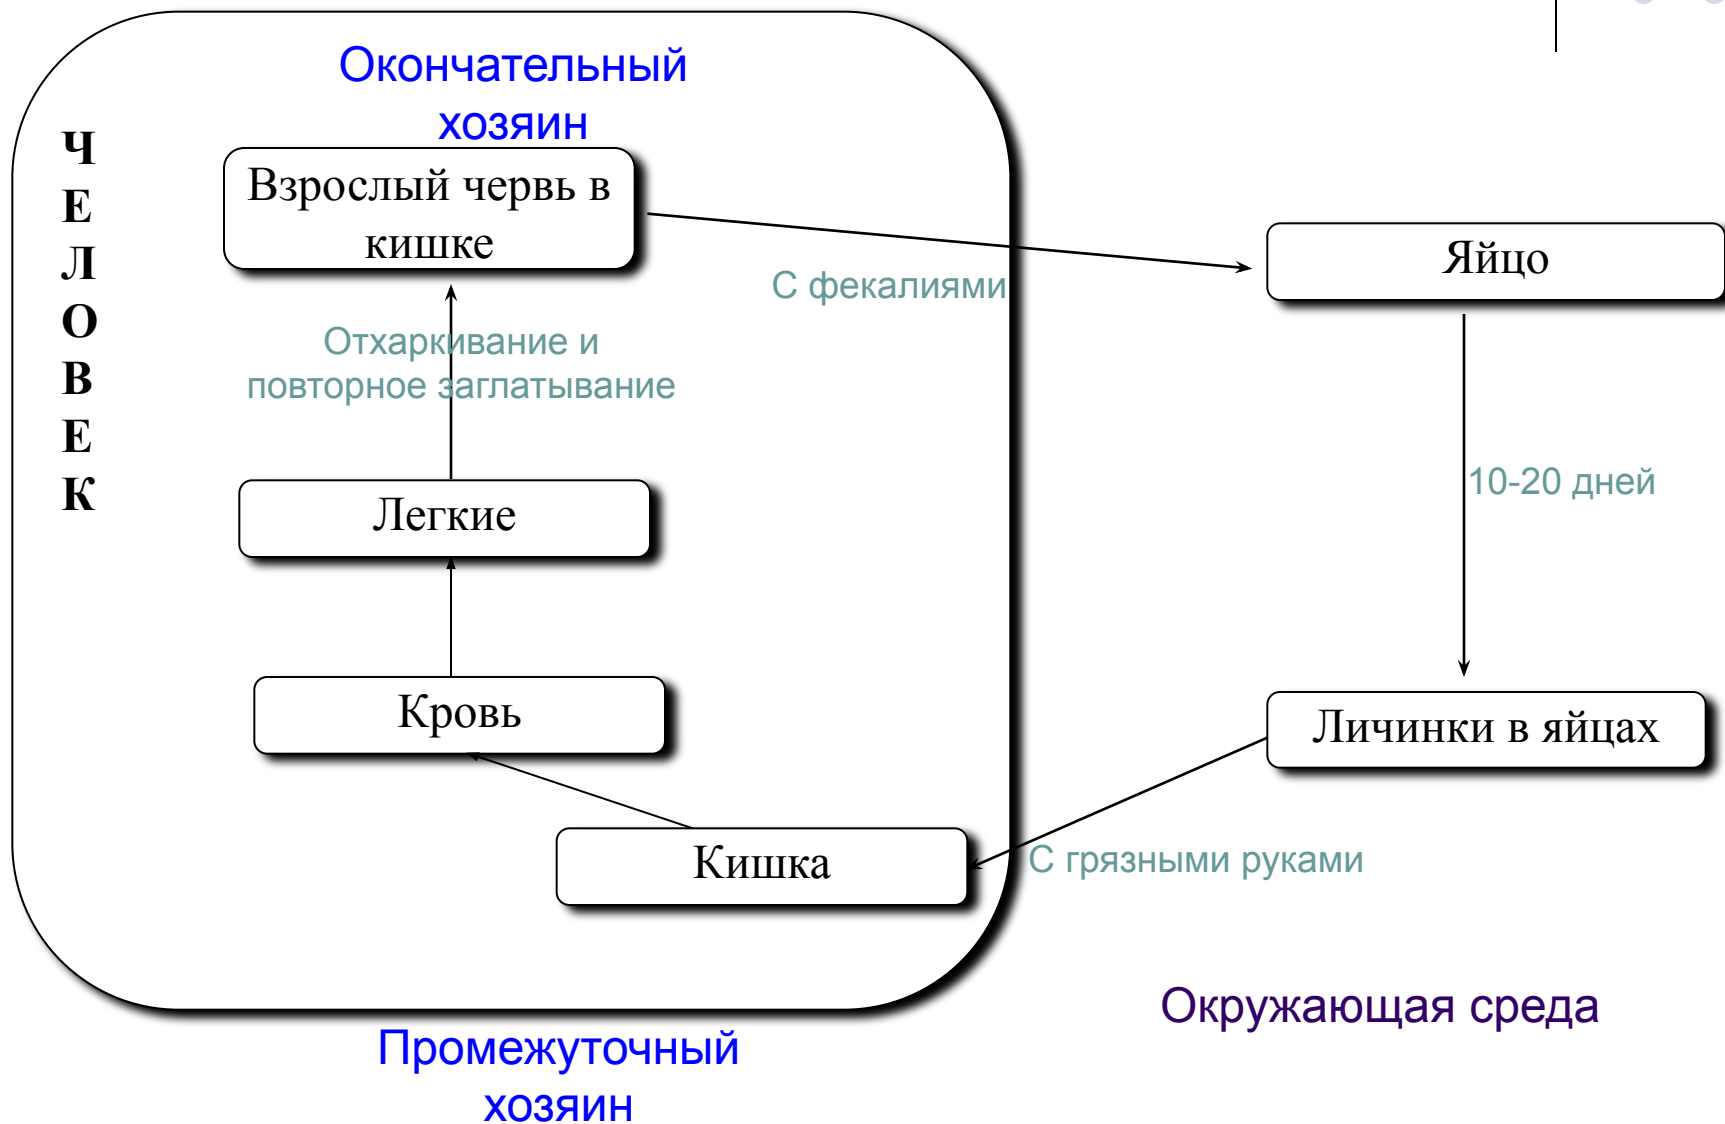 Окончательный
хозяин
Ч
Е
Л
О
В
Е
К
Взрослый червь в
кишке
С фекалиями
Яйцо
Отхаркивание и
повторное заглатывание
10-20 дней
Легкие
Кровь
Личинки в яйцах
Кишка
С грязными руками
Окружающая среда
Промежуточный
хозяин